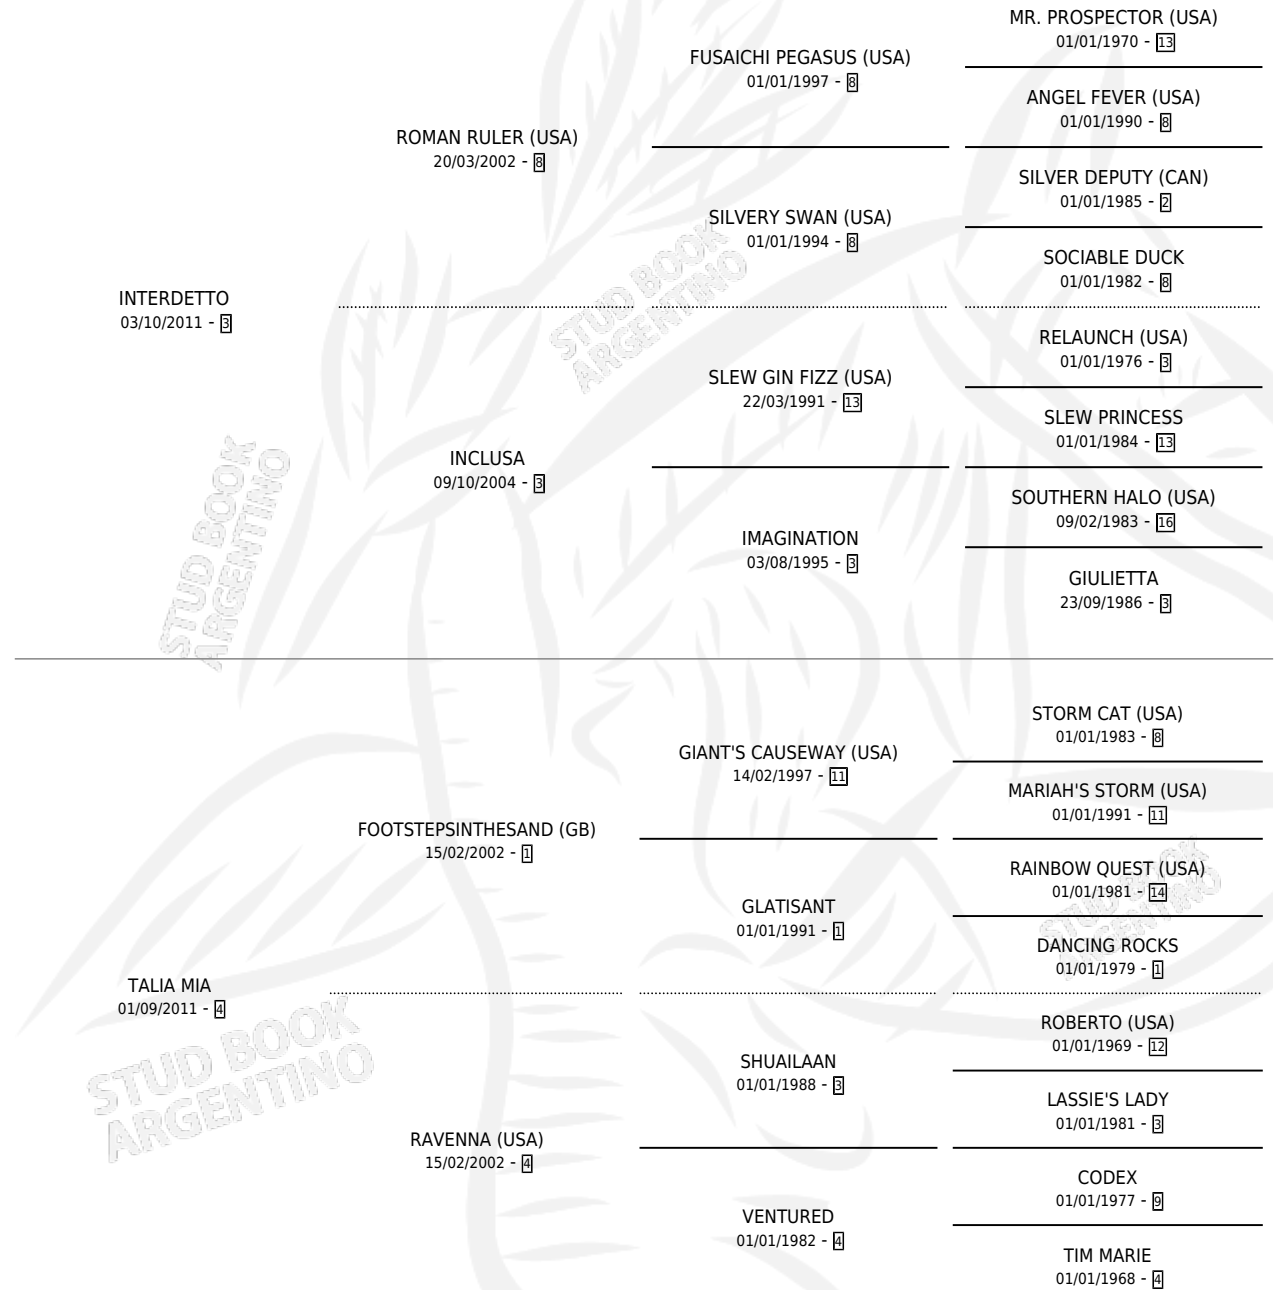 MR. PROSPECTOR (USA)
01/01/1970 - 13
FUSAICHI PEGASUS (USA)
01/01/1997 - 8
ANGEL FEVER (USA)
01/01/1990 - 8
ROMAN RULER (USA)
20/03/2002 - 8
SILVER DEPUTY (CAN)
01/01/1985 - 2
SILVERY SWAN (USA)
01/01/1994 - 8
SOCIABLE DUCK
01/01/1982 - 8
STUD BOOK
ARGENTINO
INTERDETTO
03/10/2011 - 3
RELAUNCH (USA)
01/01/1976 - 3
SLEW GIN FIZZ (USA)
22/03/1991 - 13
SLEW PRINCESS
01/01/1984 - 13
INCLUSA
09/10/2004 - 3
SOUTHERN HALO (USA)
09/02/1983 - 16
IMAGINATION
03/08/1995 - 3
GIULIETTA
23/09/1986 - 3
STUD BOOK
ARGENTINO
STORM CAT (USA)
01/01/1983 - 8
GIANT'S CAUSEWAY (USA)
14/02/1997 - 11
MARIAH'S STORM (USA)
01/01/1991 - 11
FOOTSTEPSINTHESAND (GB)
15/02/2002 - 1
RAINBOW QUEST (USA)
01/01/1981 - 14
GLATISANT
01/01/1991 - 1
DANCING ROCKS
01/01/1979 - 1
STUD BOOK
ARGENTINO
TALIA MIA
01/09/2011 - 4
ROBERTO (USA)
01/01/1969 - 12
SHUAILAAN
01/01/1988 - 3
LASSIE'S LADY
01/01/1981 - 3
STUD BOOK
ARGENTINO
RAVENNA (USA)
15/02/2002 - 4
CODEX
01/01/1977 - 9
VENTURED
01/01/1982 - 4
TIM MARIE
01/01/1968 - 4